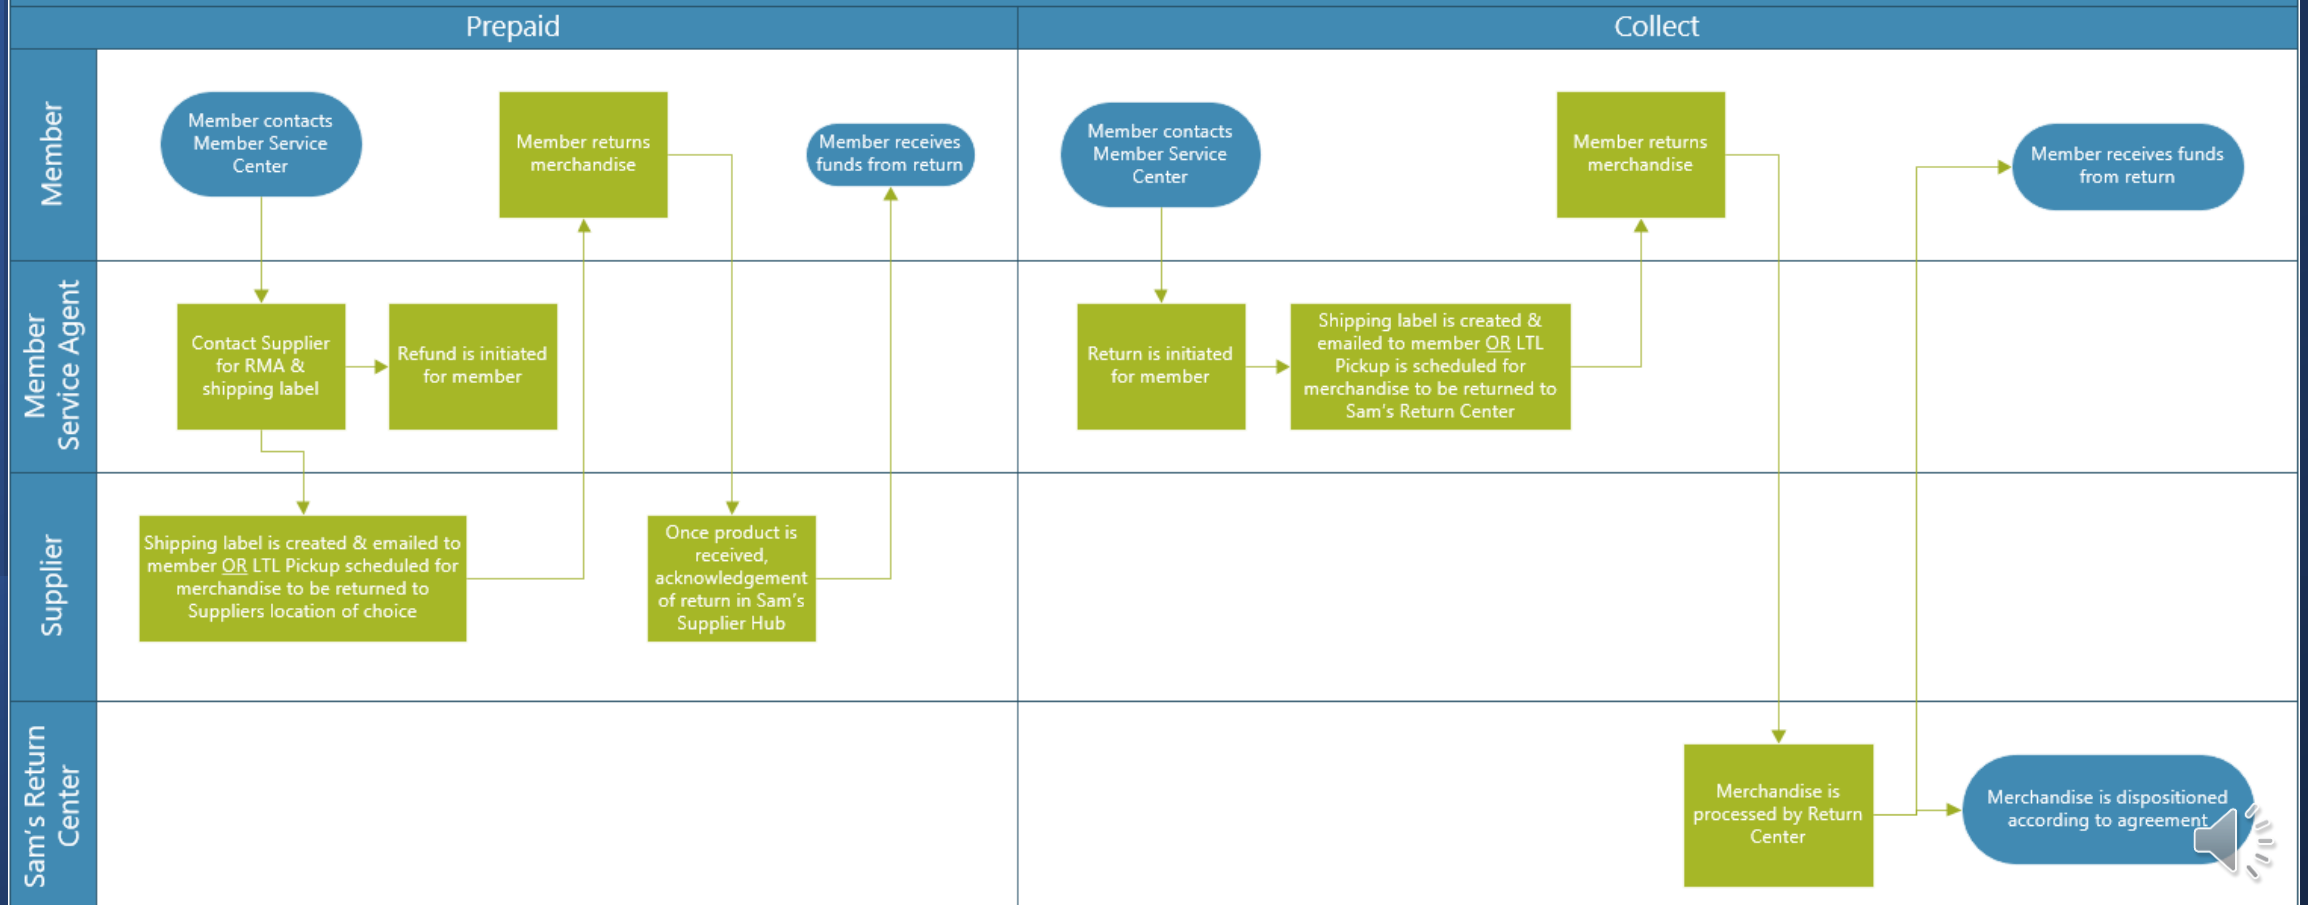 Prepaid
Collect
Member
Member contacts
Member Service
Center
Member returns
merchandise
Member receives
funds from return
Member contacts
Member Service
Center
Member returns
merchandise
Member receives funds
from return
Member
Service Agent
Contact Supplier
for RMA &
shipping label
Refund is initiated
for member
Return is initiated
for member
Shipping label is created &
emailed to member OR LTL
Pickup is scheduled for
merchandise to be returned to
Sam's Return Center
Supplier
Shipping label is created & emailed to
member OR LTL Pickup scheduled for
merchandise to be returned to
Suppliers location of choice
Once product is
received,
acknowledgement
of return in Sam's
Supplier Hub
Sam's Return
Center
Merchandise is
processed by Return
Center
Merchandise is dispositioned
according to agreement